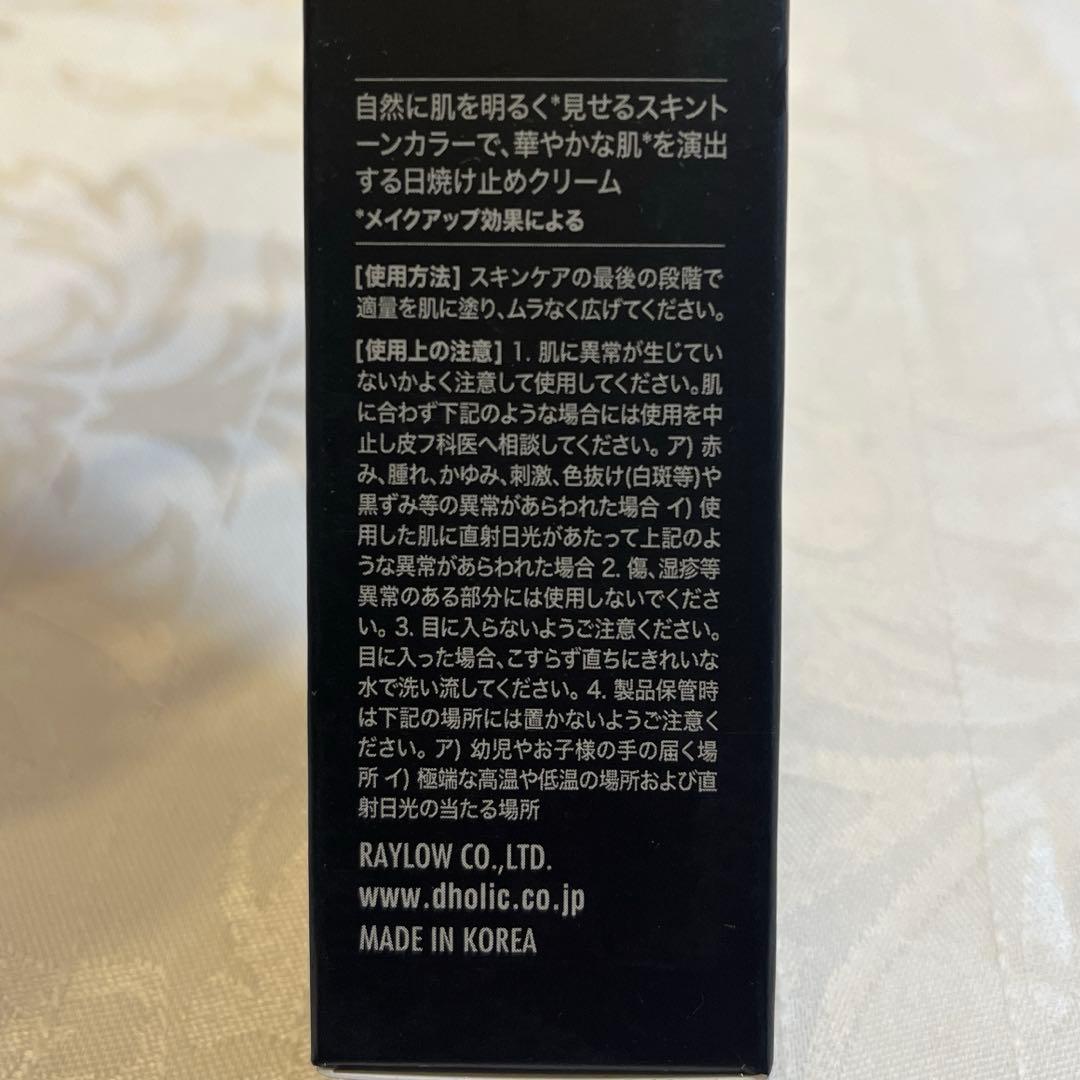 自然に肌を明るく*見せるスキント
ーンカラーで、華やかな肌*を演出
する日焼け止めクリーム
*メイクアップ効果による
[使用方法] スキンケアの最後の段階で
適量を肌に塗り、ムラなく広げてください。
[使用上の注意] 1. 肌に異常が生じてい
ないかよく注意して使用してください。肌
に合わず下記のような場合には使用を中
止し皮フ科医へ相談してください。ア) 赤
み、腫れ、かゆみ、刺激、色抜け(白斑等)や
黒ずみ等の異常があらわれた場合 イ) 使
用した肌に直射日光があたって上記のよ
うな異常があらわれた場合 2. 傷、湿疹等
異常のある部分には使用しないでくださ
い。 3. 目に入らないようご注意ください。
目に入った場合、こすらず直ちにきれいな
水で洗い流してください。 4. 製品保管時
は下記の場所には置かないようご注意く
ださい。ア) 幼児やお子様の手の届く場
所 イ) 極端な高温や低温の場所および直
射日光の当たる場所
RAYLOW CO.,LTD.
www.dholic.co.jp
MADE IN KOREA